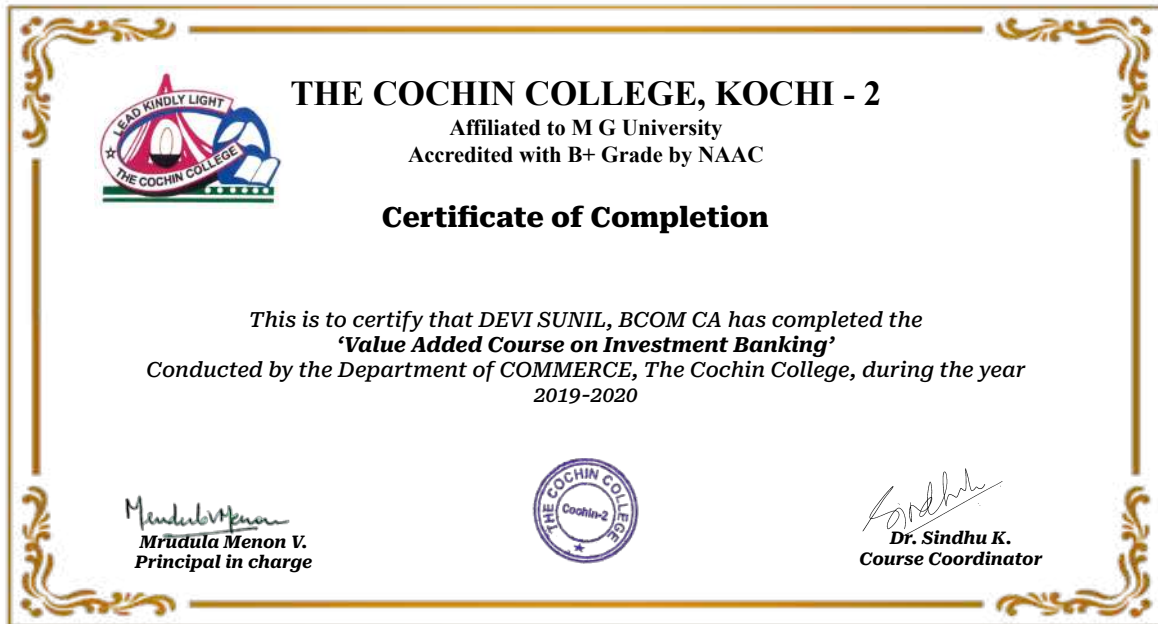 LEAD KINDLY LIGHT
THE COCHIN COLLEGE
THE COCHIN COLLEGE, KOCHI - 2
Affiliated to M G University
Accredited with B+ Grade by NAAC
Certificate of Completion
This is to certify that DEVI SUNIL, BCOM CA has completed the
‘Value Added Course on Investment Banking’
Conducted by the Department of COMMERCE, The Cochin College, during the year
2019-2020
THE COCHIN COLLEGE
Cochin-2
Mrudula Menon
Mrudula Menon V.
Principal in charge
Sindhu
Dr. Sindhu K.
Course Coordinator